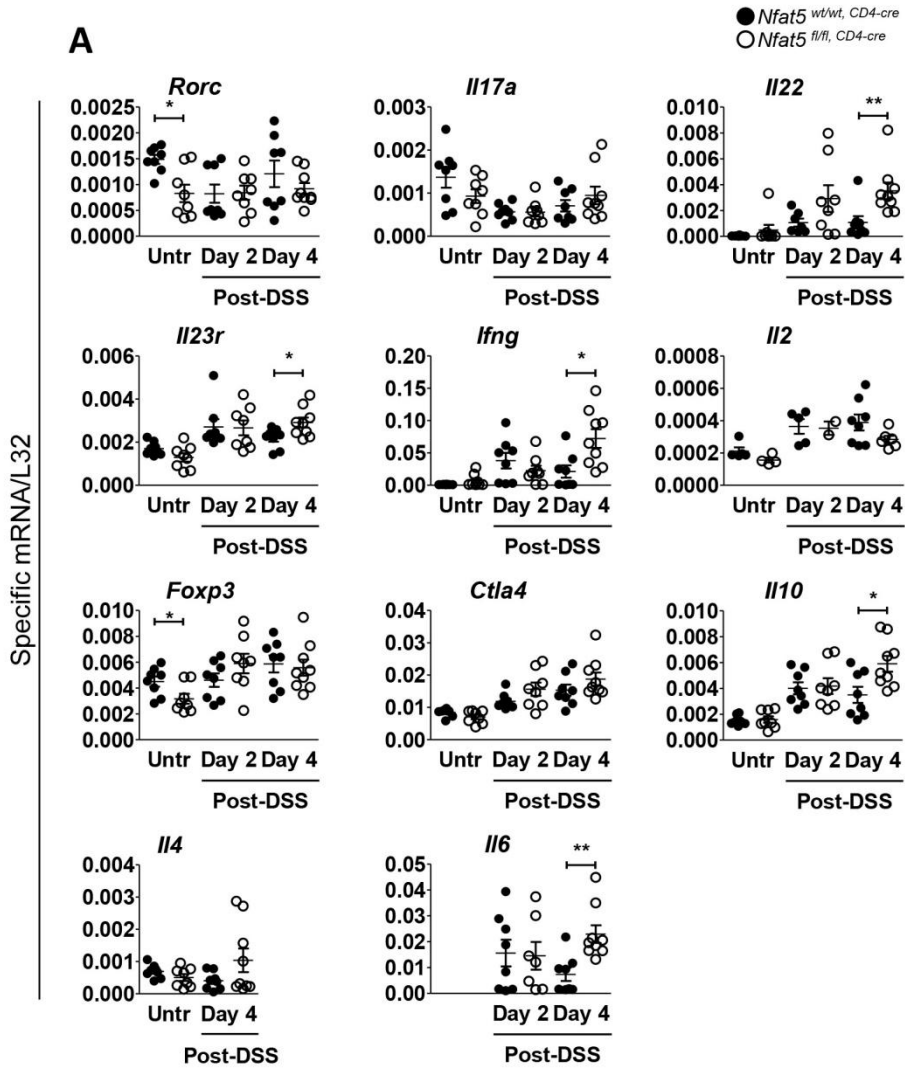 A
● Nfat5 wt/wt, CD4-cre
○ Nfat5 fl/fl, CD4-cre
Specific mRNA/L32
Rorc
0.0025
0.0020
0.0015
0.0010
0.0005
0.0000
*
Untr Day 2 Day 4
Post-DSS
Il17a
0.003
0.002
0.001
0.000
Untr Day 2 Day 4
Post-DSS
Il22
0.010
0.008
0.006
0.004
0.002
0.000
**
Untr Day 2 Day 4
Post-DSS
Il23r
0.006
0.004
0.002
0.000
*
Untr Day 2 Day 4
Post-DSS
Ifng
0.20
0.15
0.10
0.05
0.00
*
Untr Day 2 Day 4
Post-DSS
Il2
0.0008
0.0006
0.0004
0.0002
0.0000
Untr Day 2 Day 4
Post-DSS
Foxp3
0.010
0.008
0.006
0.004
0.002
0.000
*
Untr Day 2 Day 4
Post-DSS
Ctla4
0.04
0.03
0.02
0.01
0.00
Untr Day 2 Day 4
Post-DSS
Il10
0.010
0.008
0.006
0.004
0.002
0.000
*
Untr Day 2 Day 4
Post-DSS
Il4
0.004
0.003
0.002
0.001
0.000
Untr Day 4
Post-DSS
Il6
0.05
0.04
0.03
0.02
0.01
0.00
**
Day 2 Day 4
Post-DSS